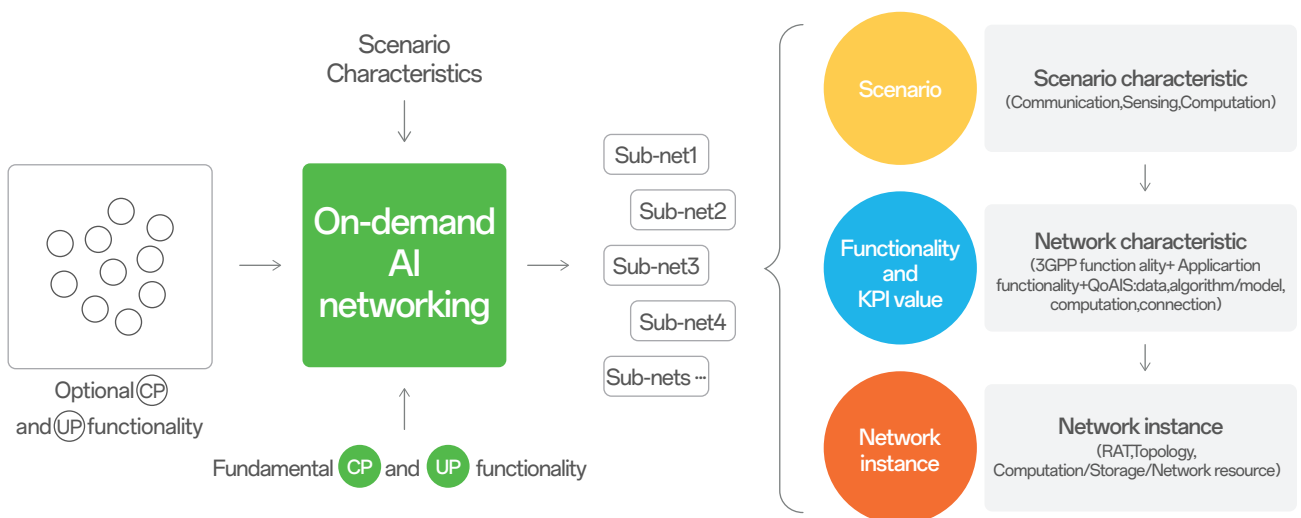 Scenario
Characteristics
On-demand
AI
networking
Optional CP
and UP functionality
Fundamental CP and UP functionality
Sub-net1
Sub-net2
Sub-net3
Sub-net4
Sub-nets ···
Scenario
Scenario characteristic
(Communication,Sensing,Computation)
Functionality
and
KPI value
Network characteristic
(3GPP function ality+ Applicartion
functionality+QoAIS:data,algorithm/model,
computation,connection)
Network
instance
Network instance
(RAT,Topology,
Computation/Storage/Network resource)